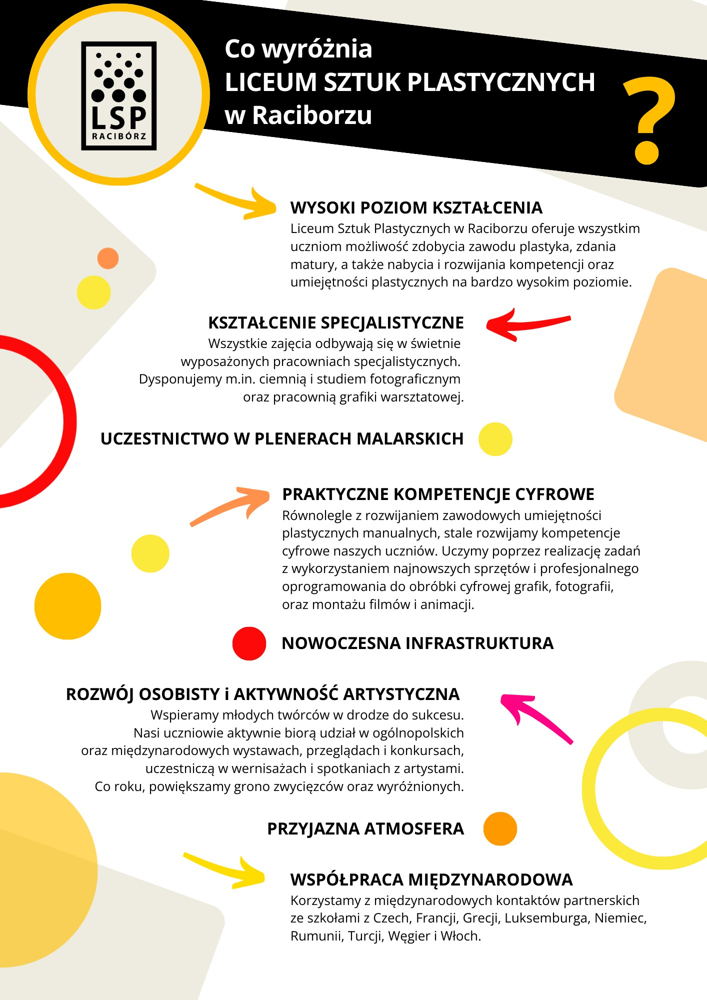 LSP
RACIBÓRZ
Co wyróżnia
LICEUM SZTUK PLASTYCZNYCH
w Raciborzu
?
WYSOKI POZIOM KSZTAŁCENIA
Liceum Sztuk Plastycznych w Raciborzu oferuje wszystkim
uczniom możliwość zdobycia zawodu plastyka, zdania
matury, a także nabycia i rozwijania kompetencji oraz
umiejętności plastycznych na bardzo wysokim poziomie.
KSZTAŁCENIE SPECJALISTYCZNE
Wszystkie zajęcia odbywają się w świetnie
wyposażonych pracowniach specjalistycznych.
Dysponujemy m.in. ciemnią i studiem fotograficznym
oraz pracownią grafiki warsztatowej.
UCZESTNICTWO W PLENERACH MALARSKICH
PRAKTYCZNE KOMPETENCJE CYFROWE
Równolegle z rozwijaniem zawodowych umiejętności
plastycznych manualnych, stale rozwijamy kompetencje
cyfrowe naszych uczniów. Uczymy poprzez realizację zadań
z wykorzystaniem najnowszych sprzętów i profesjonalnego
oprogramowania do obróbki cyfrowej grafik, fotografii,
oraz montażu filmów i animacji.
NOWOCZESNA INFRASTRUKTURA
ROZWÓJ OSOBISTY i AKTYWNOŚĆ ARTYSTYCZNA
Wspieramy młodych twórców w drodze do sukcesu.
Nasi uczniowie aktywnie biorą udział w ogólnopolskich
oraz międzynarodowych wystawach, przeglądach i konkursach,
uczestniczą w wernisażach i spotkaniach z artystami.
Co roku, powiększamy grono zwycięzców oraz wyróżnionych.
PRZYJAZNA ATMOSFERA
WSPÓŁPRACA MIĘDZYNARODOWA
Korzystamy z międzynarodowych kontaktów partnerskich
ze szkołami z Czech, Francji, Grecji, Luksemburga, Niemiec,
Rumunii, Turcji, Węgier i Włoch.